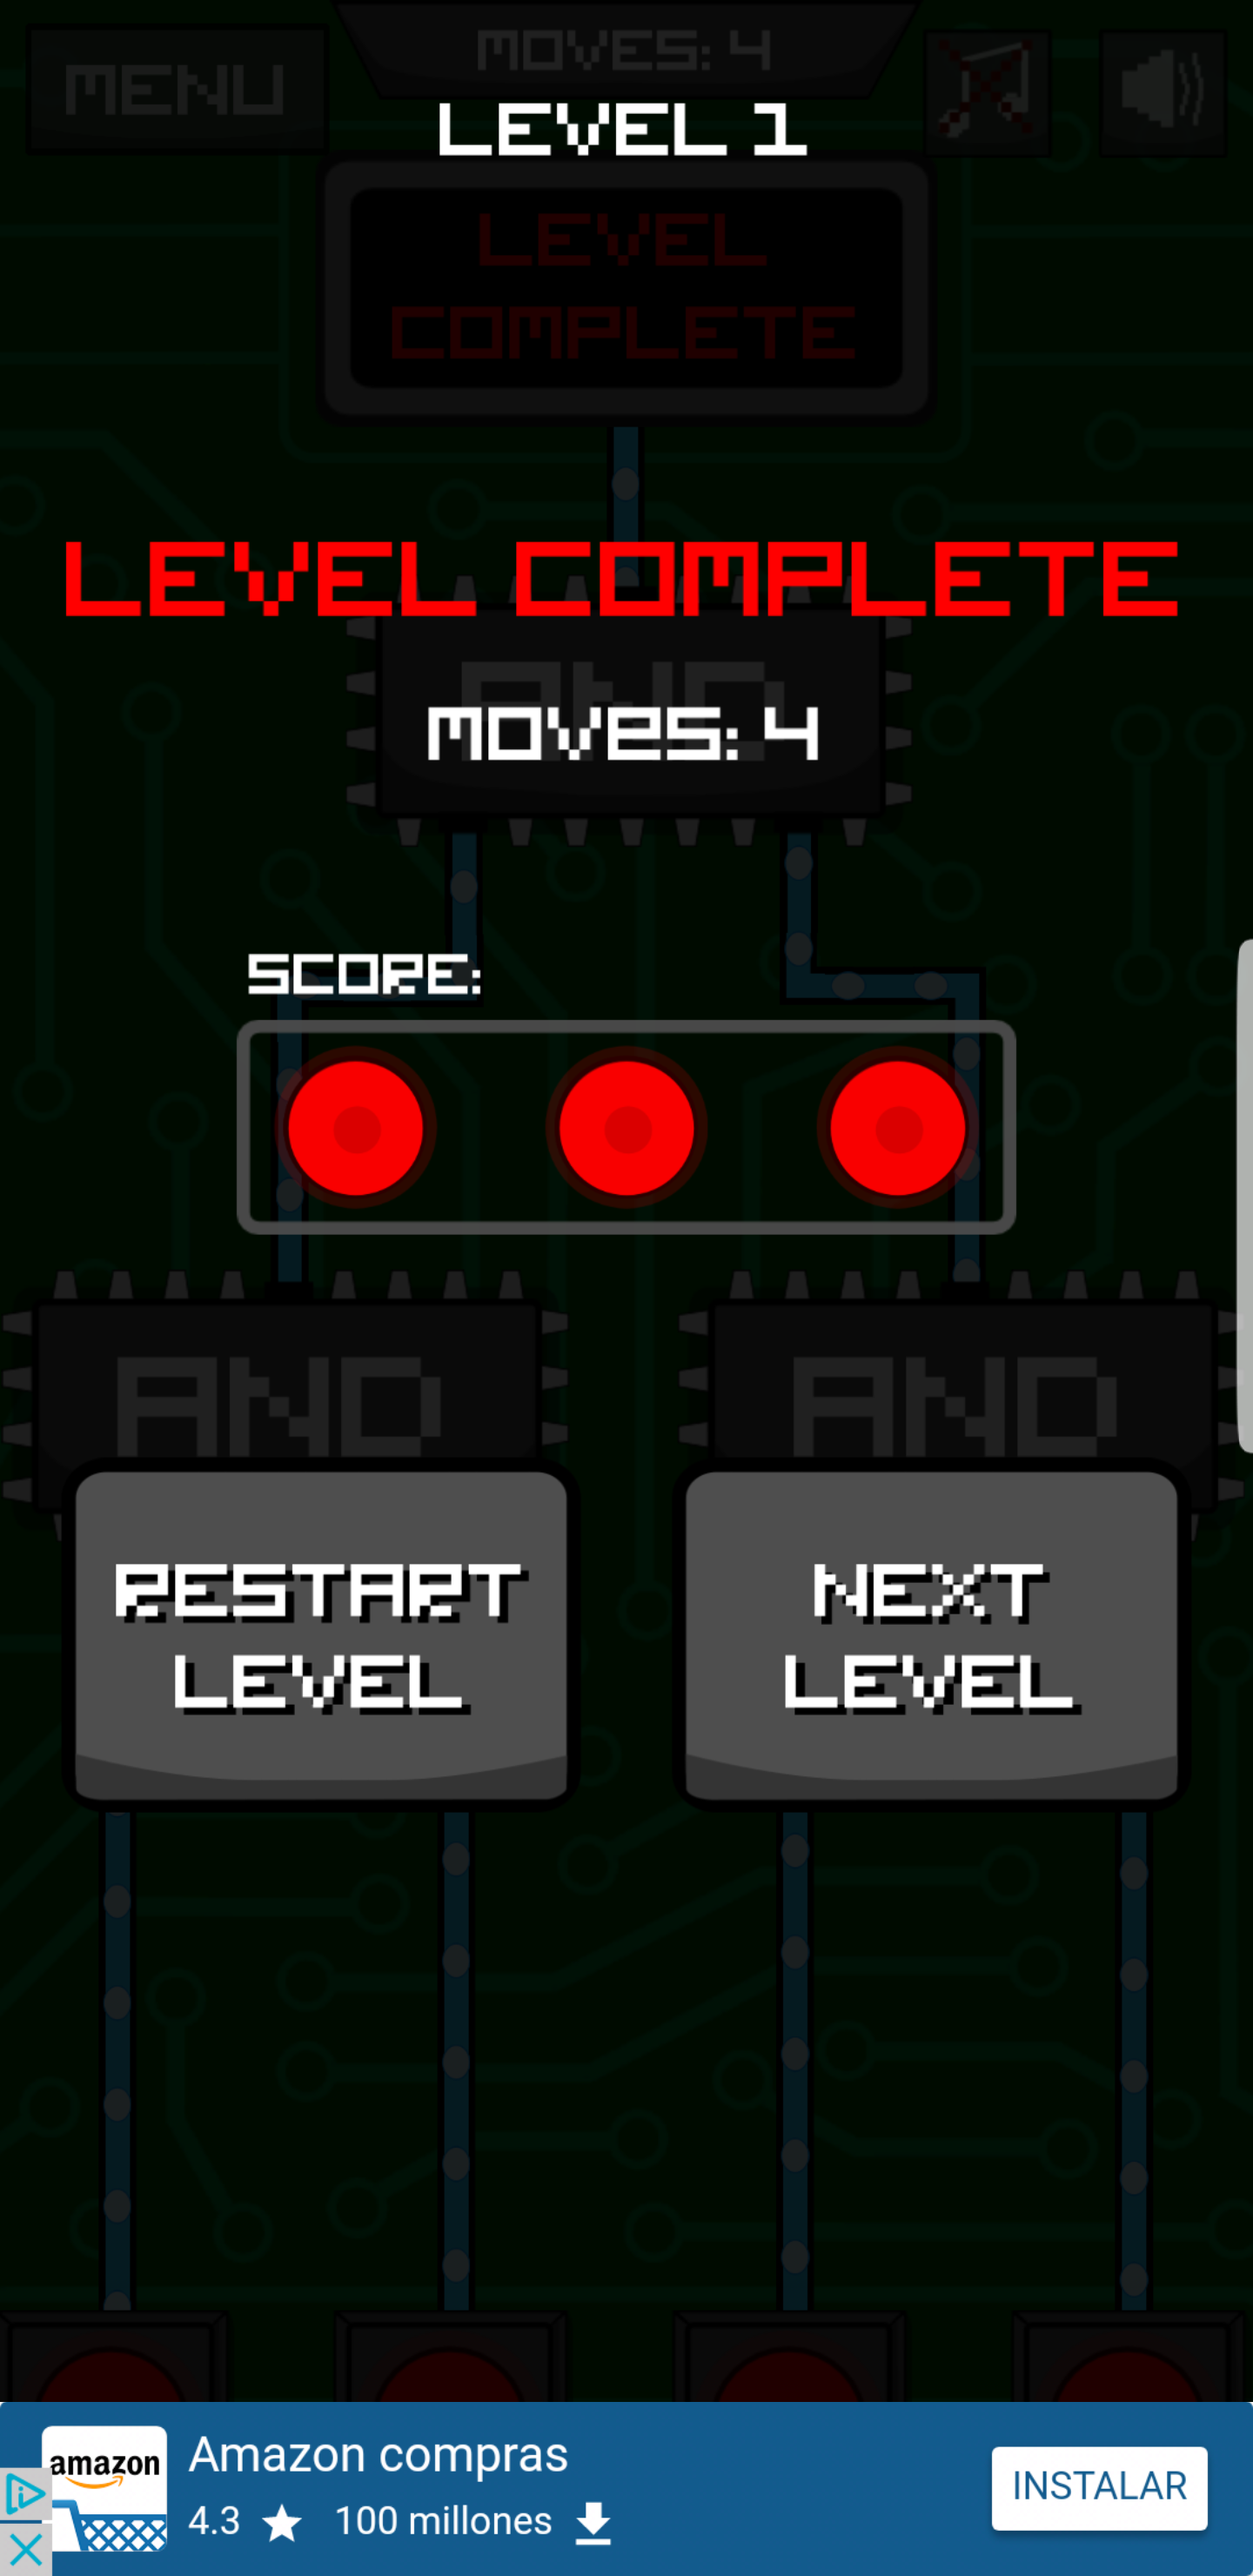 MENU
MOVES: 4
LEVEL 1
LEVEL
COMPLETE
LEVEL COMPLETE
AND
MOVES: 4
SCORE:
AND
AND
RESTART
LEVEL
NEXT
LEVEL
amazon
Amazon compras
4.3
100 millones
INSTALAR